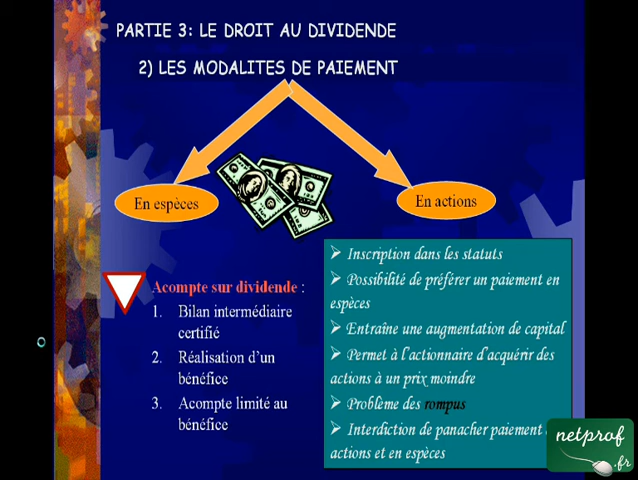 PARTIE 3: LE DROIT AU DIVIDENDE
2) LES MODALITES DE PAIEMENT
En espèces
En actions
Acompte sur dividende :
1. Bilan intermédiaire
certifié
2. Réalisation d'un
bénéfice
3. Acompte limité au
bénéfice
Inscription dans les statuts
Possibilité de préférer un paiement en
espèces
Entraîne une augmentation de capital
Permet à l'actionnaire d'acquérir des
actions à un prix moindre
Problème des rompus
Interdiction de panacher paiement
actions et en espèces
netprof
.fr